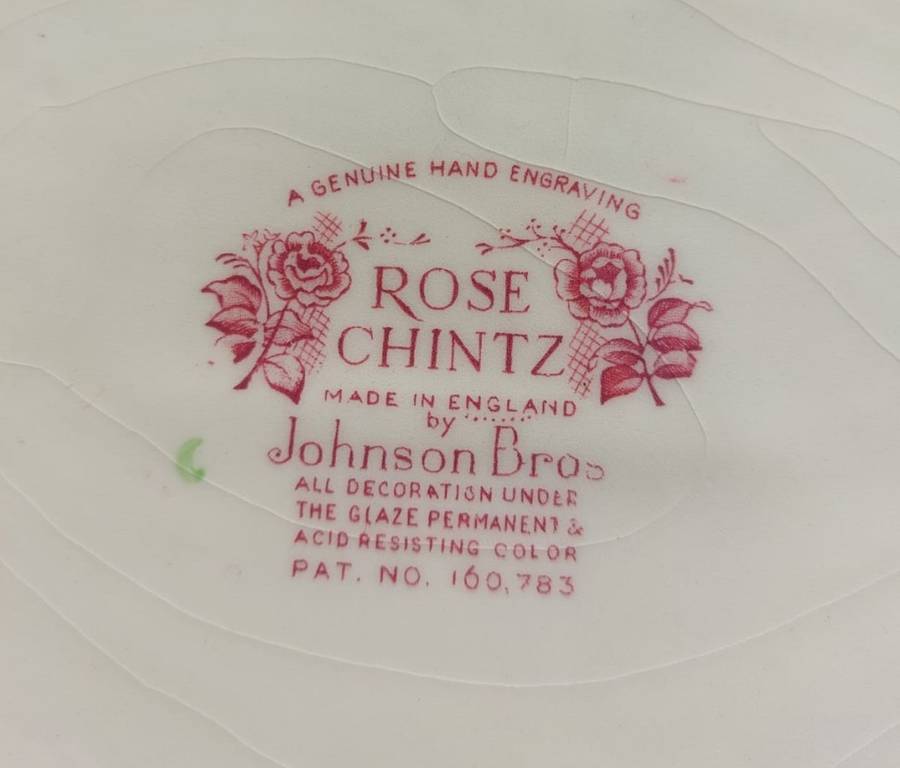 A GENUINE HAND ENGRAVING
ROSE
CHINTZ
MADE IN ENGLAND
by
Johnson Bros
ALL DECORATION UNDER
THE GLAZE PERMANENT &
ACID RESISTING COLOR
PAT. NO. 160,783